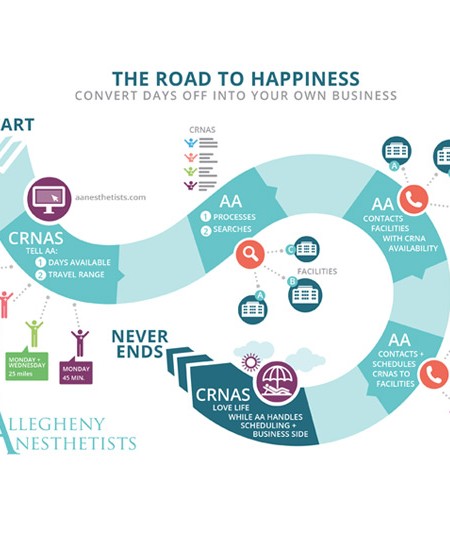 THE ROAD TO HAPPINESS
CONVERT DAYS OFF INTO YOUR OWN BUSINESS
ART
aanesthetists.com
CRNAS
TELL AA:
1 DAYS AVAILABLE
2 TRAVEL RANGE
MONDAY +
WEDNESDAY
25 miles
MONDAY
45 MIN.
CRNAS
AA
1 PROCESSES
2 SEARCHES
FACILITIES
A
B
C
AA
CONTACTS
FACILITIES
WITH CRNA
AVAILABILITY
A
AA
CONTACTS +
SCHEDULES
CRNAS TO
FACILITIES
NEVER
ENDS
CRNAS
LOVE LIFE
WHILE AA HANDLES
SCHEDULING +
BUSINESS SIDE
ALLEGHENY
ANESTHETISTS